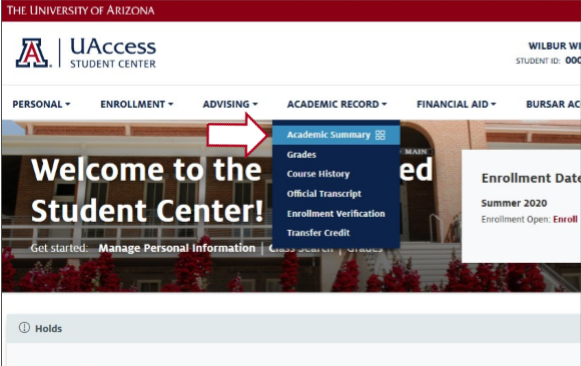 THE UNIVERSITY OF ARIZONA
A. UAccess
STUDENT CENTER
WILBUR WI
STUDENT ID: 000
PERSONAL ENROLLMENT ADVISING ACADEMIC RECORD FINANCIAL AID BURSAR AC
Academic Summary
Grades
Course History
Official Transcript
Enrollment Verification
Transfer Credit
MAIN
Welcome to the ed
Student Center!
Get started: Manage Personal Information | Class Search | Grades
Enrollment Date
Summer 2020
Enrollment Open: Enroll
Holds